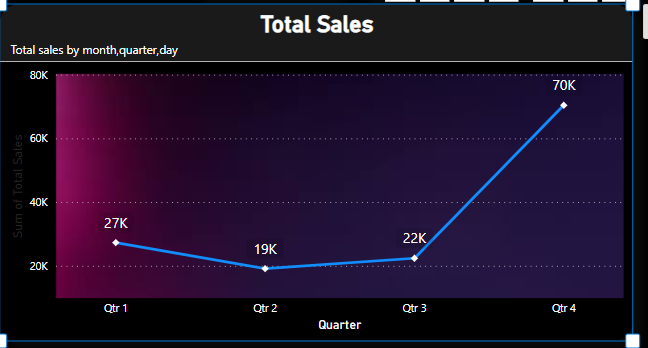 Total Sales
Total sales by month,quarter,day
80K
60K
40K
20K
Sum of Total Sales
27K
19K
22K
70K
Qtr 1
Qtr 2
Qtr 3
Qtr 4
Quarter